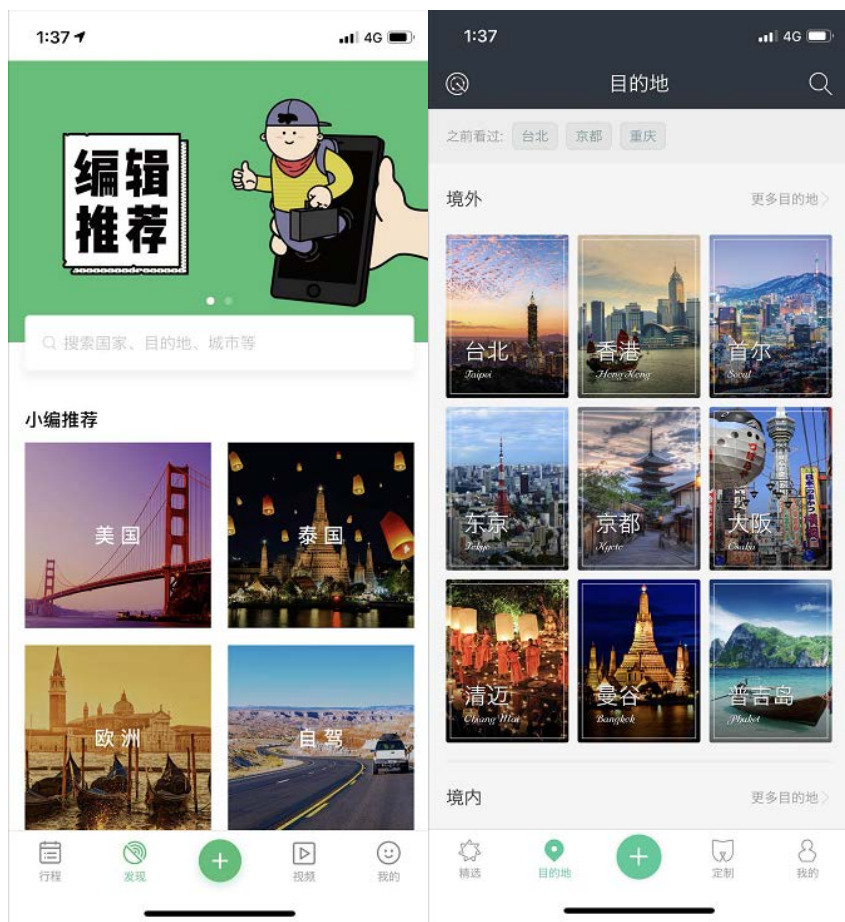 1:37
4G
编辑
推荐
搜索国家、目的地、城市等
小编推荐
美国
泰国
欧洲
自驾
行程
发现
视频
我的
1:37
4G
目的地
之前看过: 台北 京都 重庆
境外
更多目的地
台北
Taipei
香港
Hong Kong
首尔
Seoul
东京
Tokyo
京都
Kyoto
大阪
Osaka
清迈
Chiang Mai
曼谷
Bangkok
普吉岛
Phuket
境内
更多目的地
精选
目的地
定制
我的